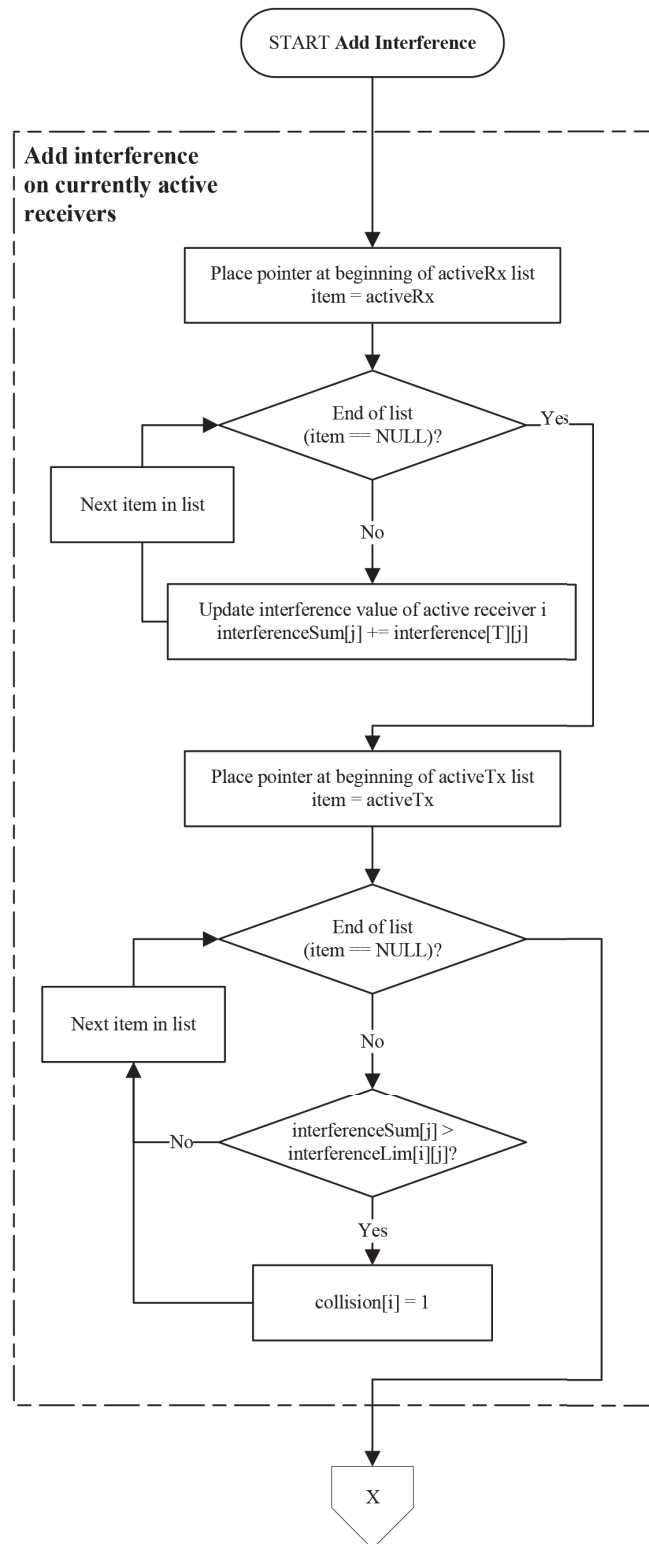 START Add Interference
Add interference
on currently active
receivers
Place pointer at beginning of activeRx list
item = activeRx
End of list
(item == NULL)?
Yes
Next item in list
No
Update interference value of active receiver i
interferenceSum[j] += interference[T][j]
Place pointer at beginning of activeTx list
item = activeTx
End of list
(item == NULL)?
Next item in list
No
interferenceSum[j] >
interferenceLim[i][j]?
No
Yes
collision[i] = 1
X